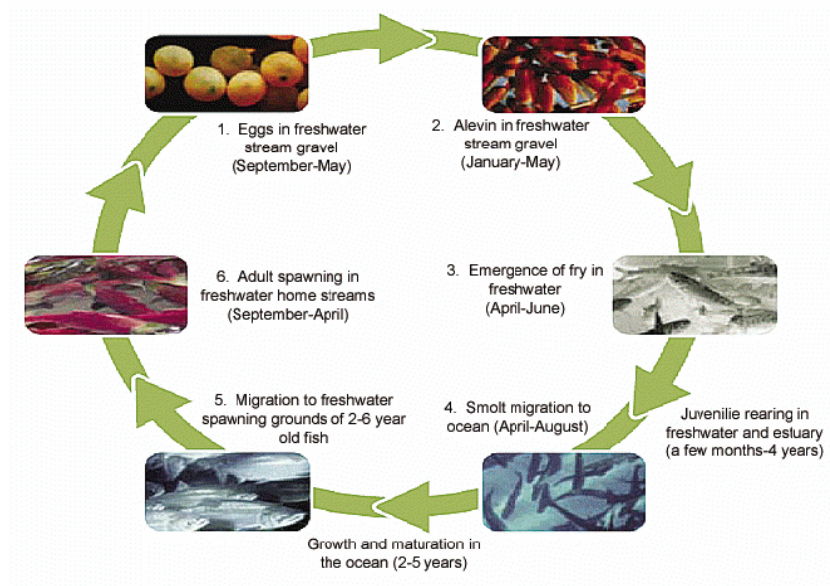 1. Eggs in freshwater
stream gravel
(September-May)
2. Alevin in freshwater
stream gravel
(January-May)
3. Emergence of fry in
freshwater
(April-June)
Juvenilie rearing in
freshwater and estuary
(a few months-4 years)
4. Smolt migration to
ocean (April-August)
Growth and maturation in
the ocean (2-5 years)
5. Migration to freshwater
spawning grounds of 2-6 year
old fish
6. Adult spawning in
freshwater home streams
(September-April)